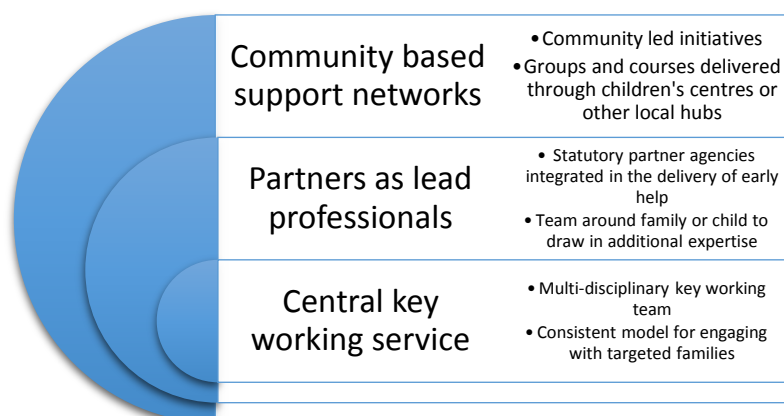 Community based
support networks
•Community led initiatives
•Groups and courses delivered
through children's centres or
other local hubs
Partners as lead
professionals
• Statutory partner agencies
integrated in the delivery of early
help
•Team around family or child to
draw in additional expertise
Central key
working service
•Multi-disciplinary key working
team
•Consistent model for engaging
with targeted families